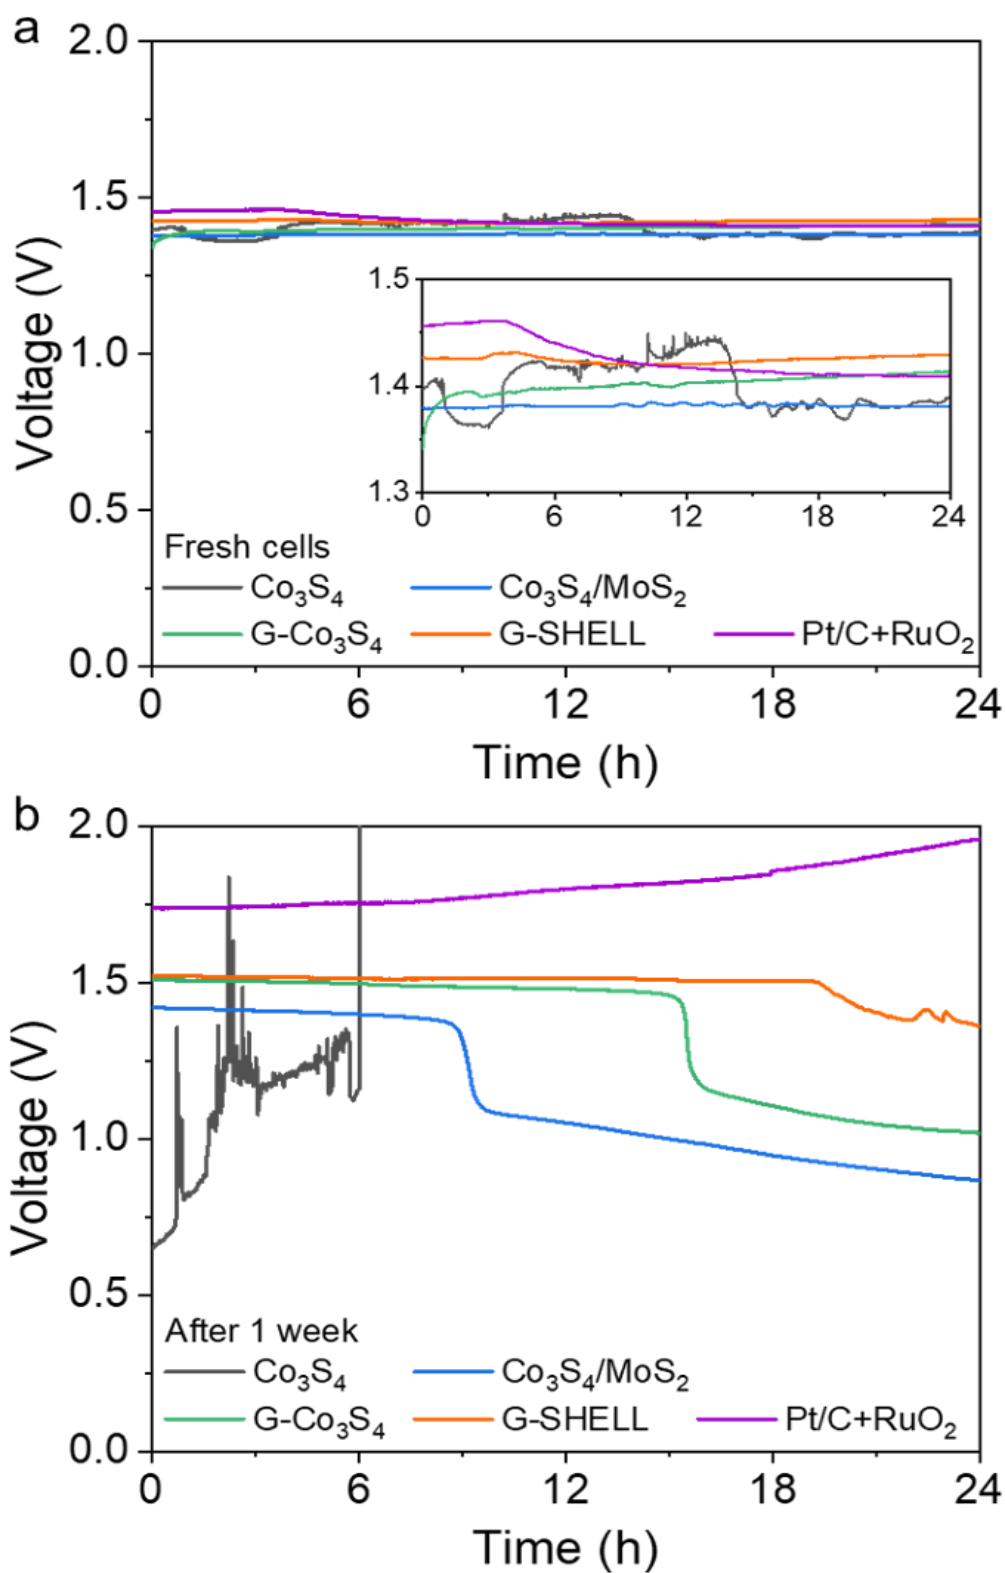 a
2.0
1.5
1.0
0.5
0.0
Voltage (V)
1.5
1.4
1.3
0 6 12 18 24
Fresh cells
Co₃S₄ Co₃S₄/MoS₂
G-Co₃S₄ G-SHELL Pt/C+RuO₂
0 6 12 18 24
Time (h)
b
2.0
1.5
1.0
0.5
0.0
Voltage (V)
After 1 week
Co₃S₄ Co₃S₄/MoS₂
G-Co₃S₄ G-SHELL Pt/C+RuO₂
0 6 12 18 24
Time (h)